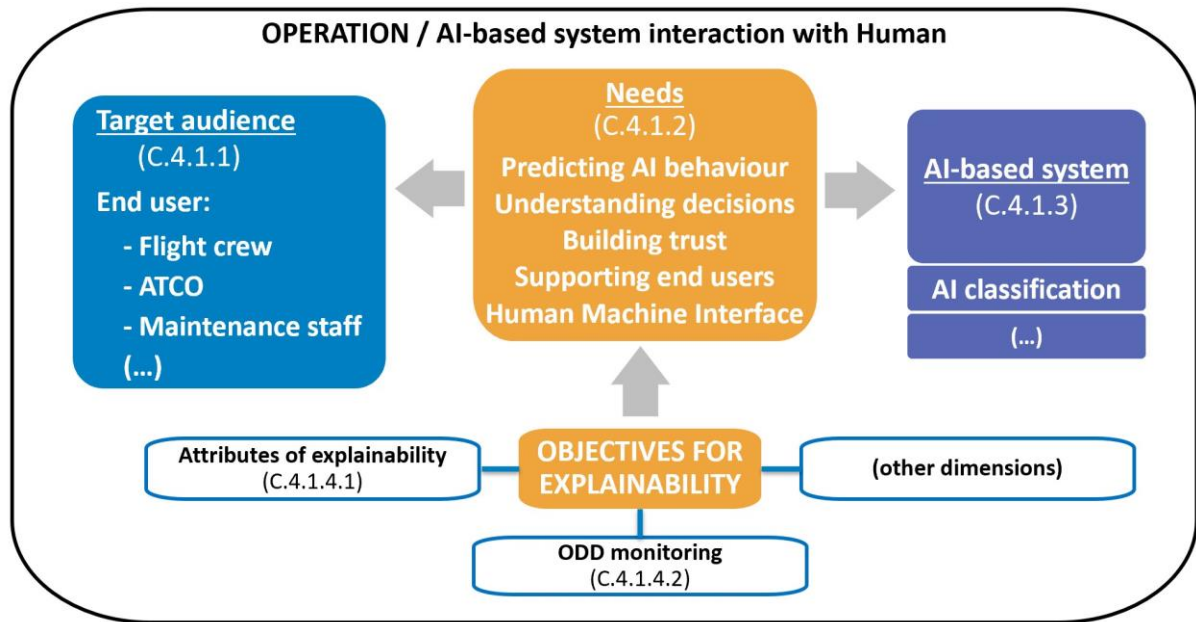 OPERATION / AI-based system interaction with Human
Target audience
(C.4.1.1)
End user:
- Flight crew
- ATCO
- Maintenance staff
(...)
Needs
(C.4.1.2)
Predicting AI behaviour
Understanding decisions
Building trust
Supporting end users
Human Machine Interface
AI-based system
(C.4.1.3)
AI classification
(...)
Attributes of explainability
(C.4.1.4.1)
OBJECTIVES FOR
EXPLAINABILITY
(other dimensions)
ODD monitoring
(C.4.1.4.2)